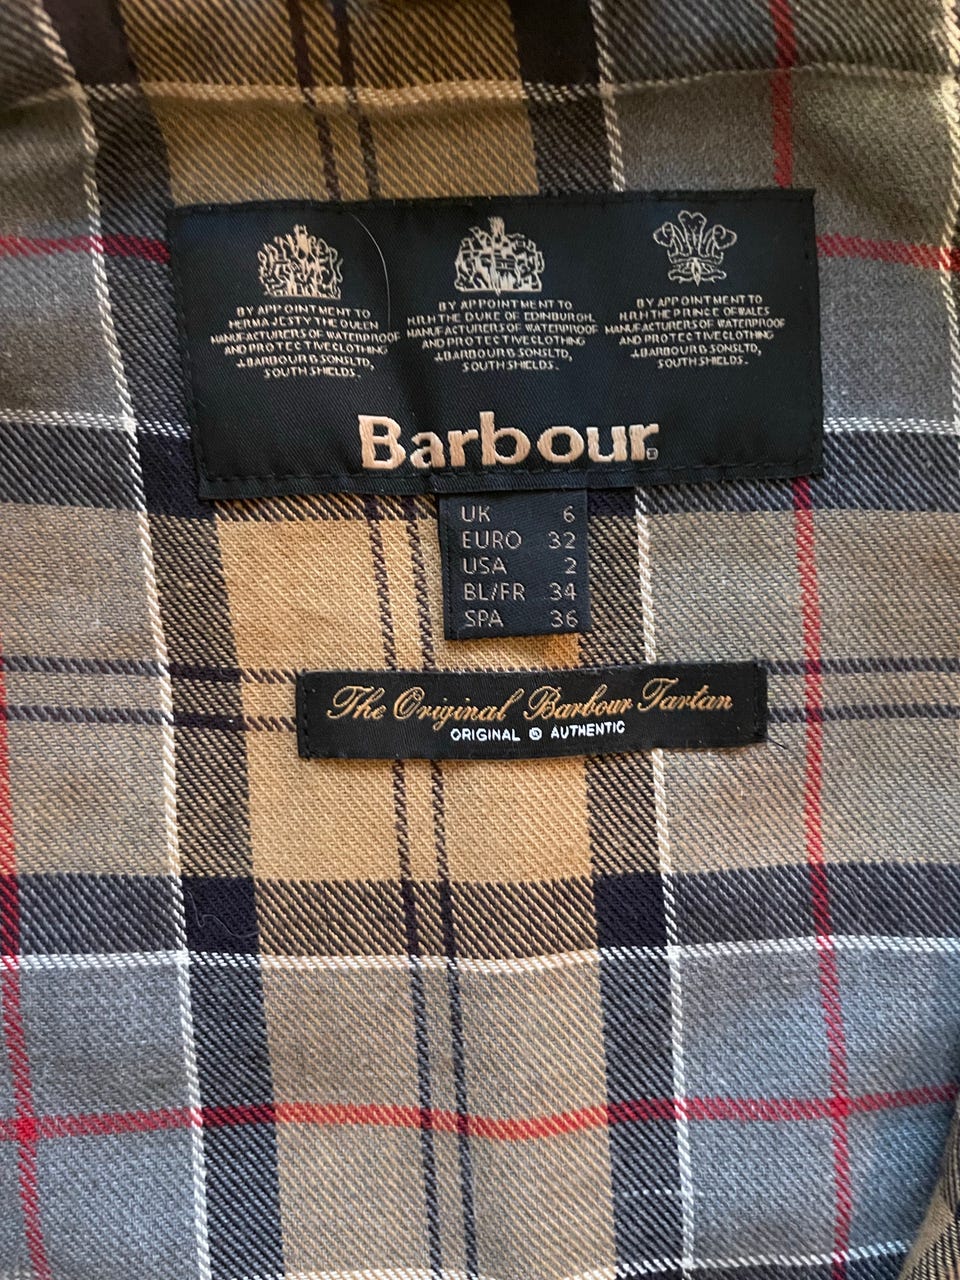 BY APPOINTMENT TO
HER MAJESTY THE QUEEN
MANUFACTURERS OF WATERPROOF
AND PROTECTIVE CLOTHING
J.BARBOUR & SONS LTD,
SOUTH SHIELDS.
BY APPOINTMENT TO
H.R.H THE DUKE OF EDINBURGH,
MANUFACTURERS OF WATERPROOF
AND PROTECTIVE CLOTHING
J.BARBOUR & SONS LTD,
SOUTH SHIELDS.
BY APPOINTMENT TO
H.R.H THE PRINCE OF WALES
MANUFACTURERS OF WATERPROOF
AND PROTECTIVE CLOTHING
J.BARBOUR & SONS LTD,
SOUTH SHIELDS.
Barbour®
UK 6
EURO 32
USA 2
BL/FR 34
SPA 36
The Original Barbour Tartan
ORIGINAL ® AUTHENTIC